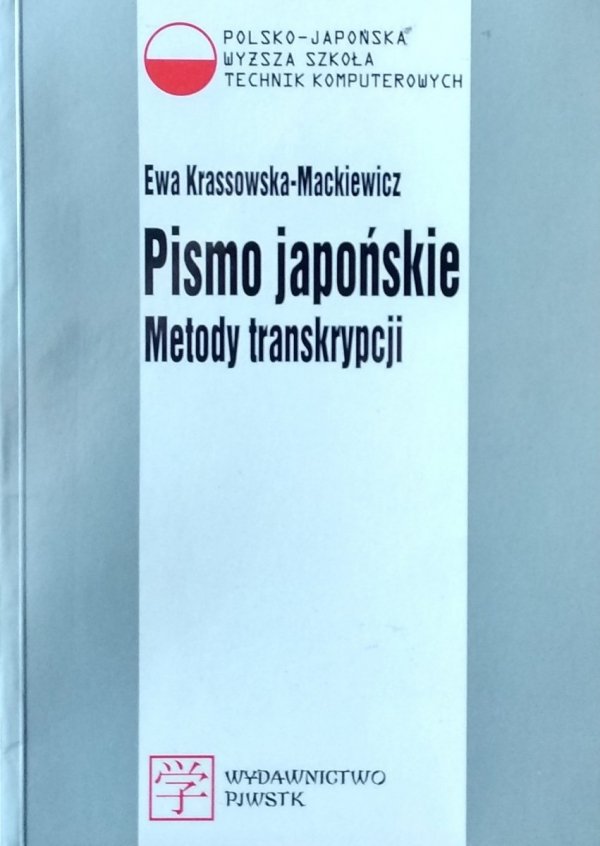 POLSKO-JAPOŃSKA
WYŻSZA SZKOŁA
TECHNIK KOMPUTEROWYCH
Ewa Krassowska-Mackiewicz
Pismo japońskie
Metody transkrypcji
学
WYDAWNICTWO
PJWSTK